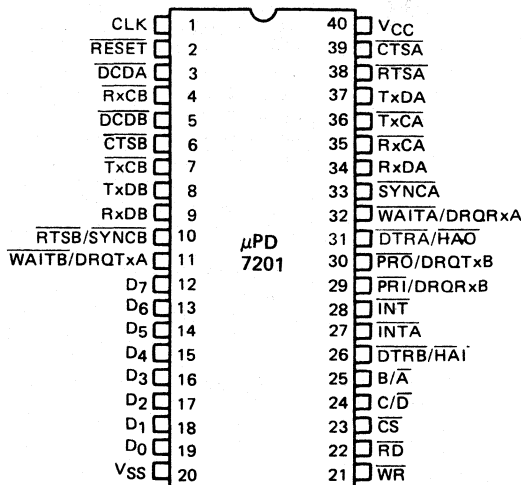 CLK 1 40 VCC
RESET 2 39 CTSA
DCDA 3 38 RTSA
RxCB 4 37 TxDA
DCDB 5 36 TxCA
CTSB 6 35 RxCA
TxCB 7 34 RxDA
TxDB 8 33 SYNCA
RxDB 9 32 WAITA/DRQRxA
RTSB/SYNCB 10 31 DTRA/HAO
WAITB/DRQTxA 11 30 PRO/DRQTxB
D7 12 29 PRI/DRQRxB
D6 13 28 INT
D5 14 27 INTA
D4 15 26 DTRB/HAI
D3 16 25 B/A
D2 17 24 C/D
D1 18 23 CS
D0 19 22 RD
VSS 20 21 WR
μPD
7201